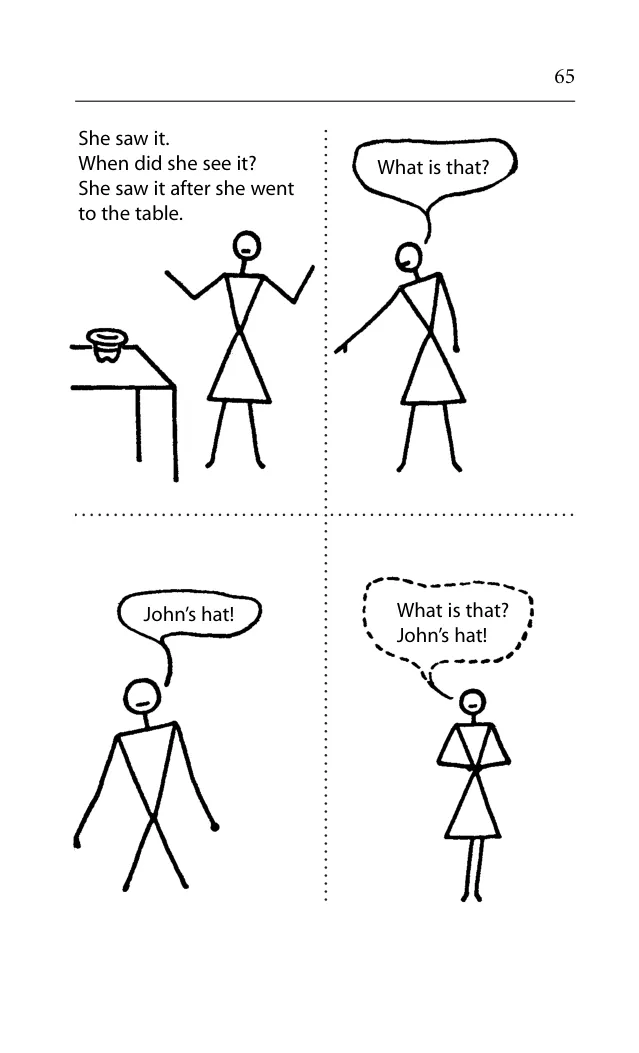 65
She saw it.
When did she see it?
She saw it after she went
to the table.
What is that?
John’s hat!
What is that?
John’s hat!